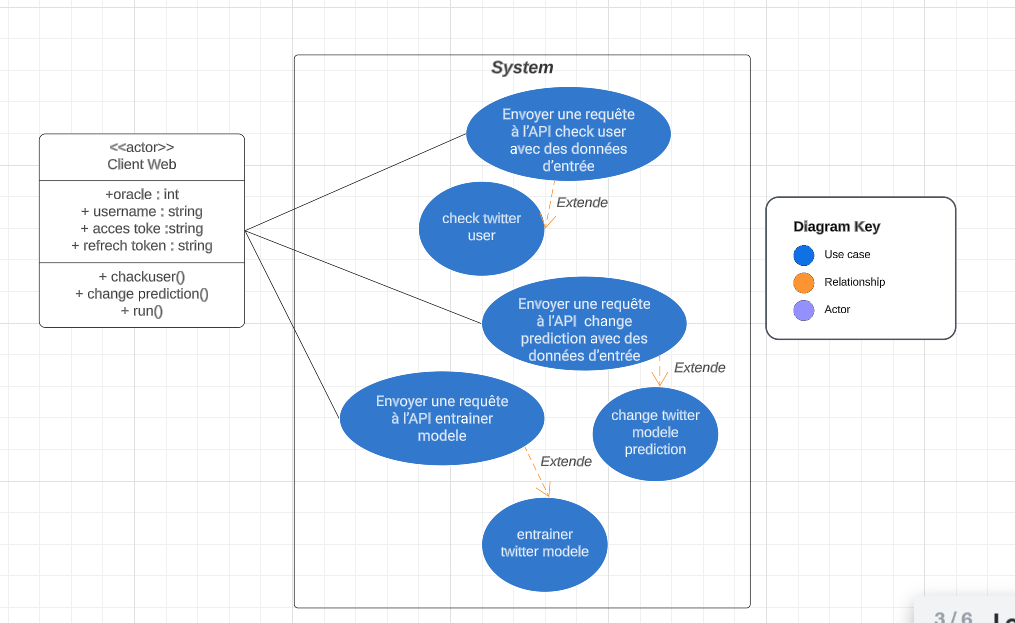 System
<<actor>>
Client Web
+oracle : int
+ username : string
+ acces toke :string
+ refrech token : string
+ chackuser()
+ change prediction()
+ run()
Envoyer une requête
à l'API check user
avec des données
d'entrée
Extende
check twitter
user
Envoyer une requête
à l'API change
prediction avec des
données d'entrée
Extende
change twitter
modele
prediction
Envoyer une requête
à l'API entrainer
modele
Extende
entrainer
twitter modele
Diagram Key
Use case
Relationship
Actor
3 / 6